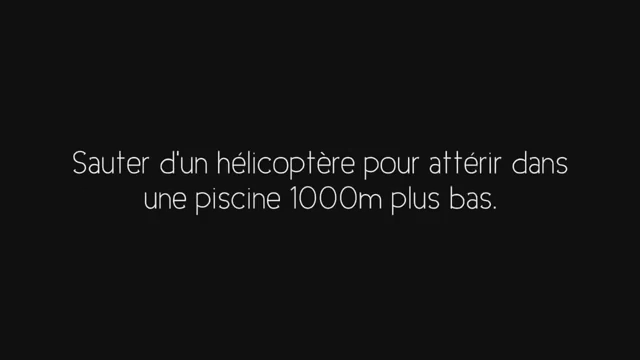 Sauter d'un hélicoptère pour attérir dans
une piscine 1000m plus bas.